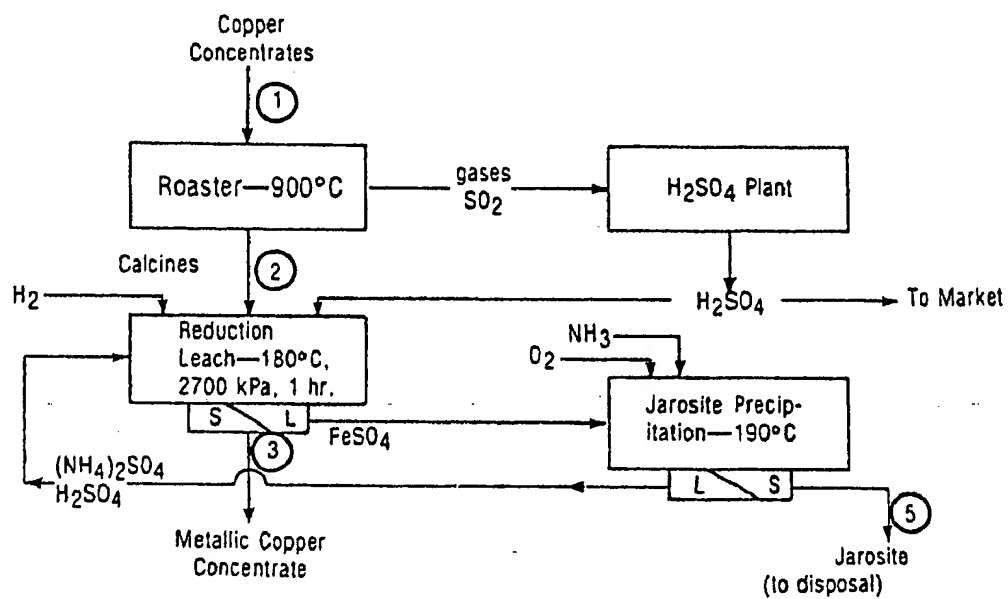 Copper
Concentrates
1
Roaster—900°C
gases
SO2
H2SO4 Plant
Calcines
2
H2
H2SO4
To Market
Reduction
Leach—180°C,
2700 kPa, 1 hr.
NH3
O2
Jarosite Precip-
itation—190°C
S L
FeSO4
3
(NH4)2SO4
H2SO4
L S
5
Metallic Copper
Concentrate
Jarosite
(to disposal)